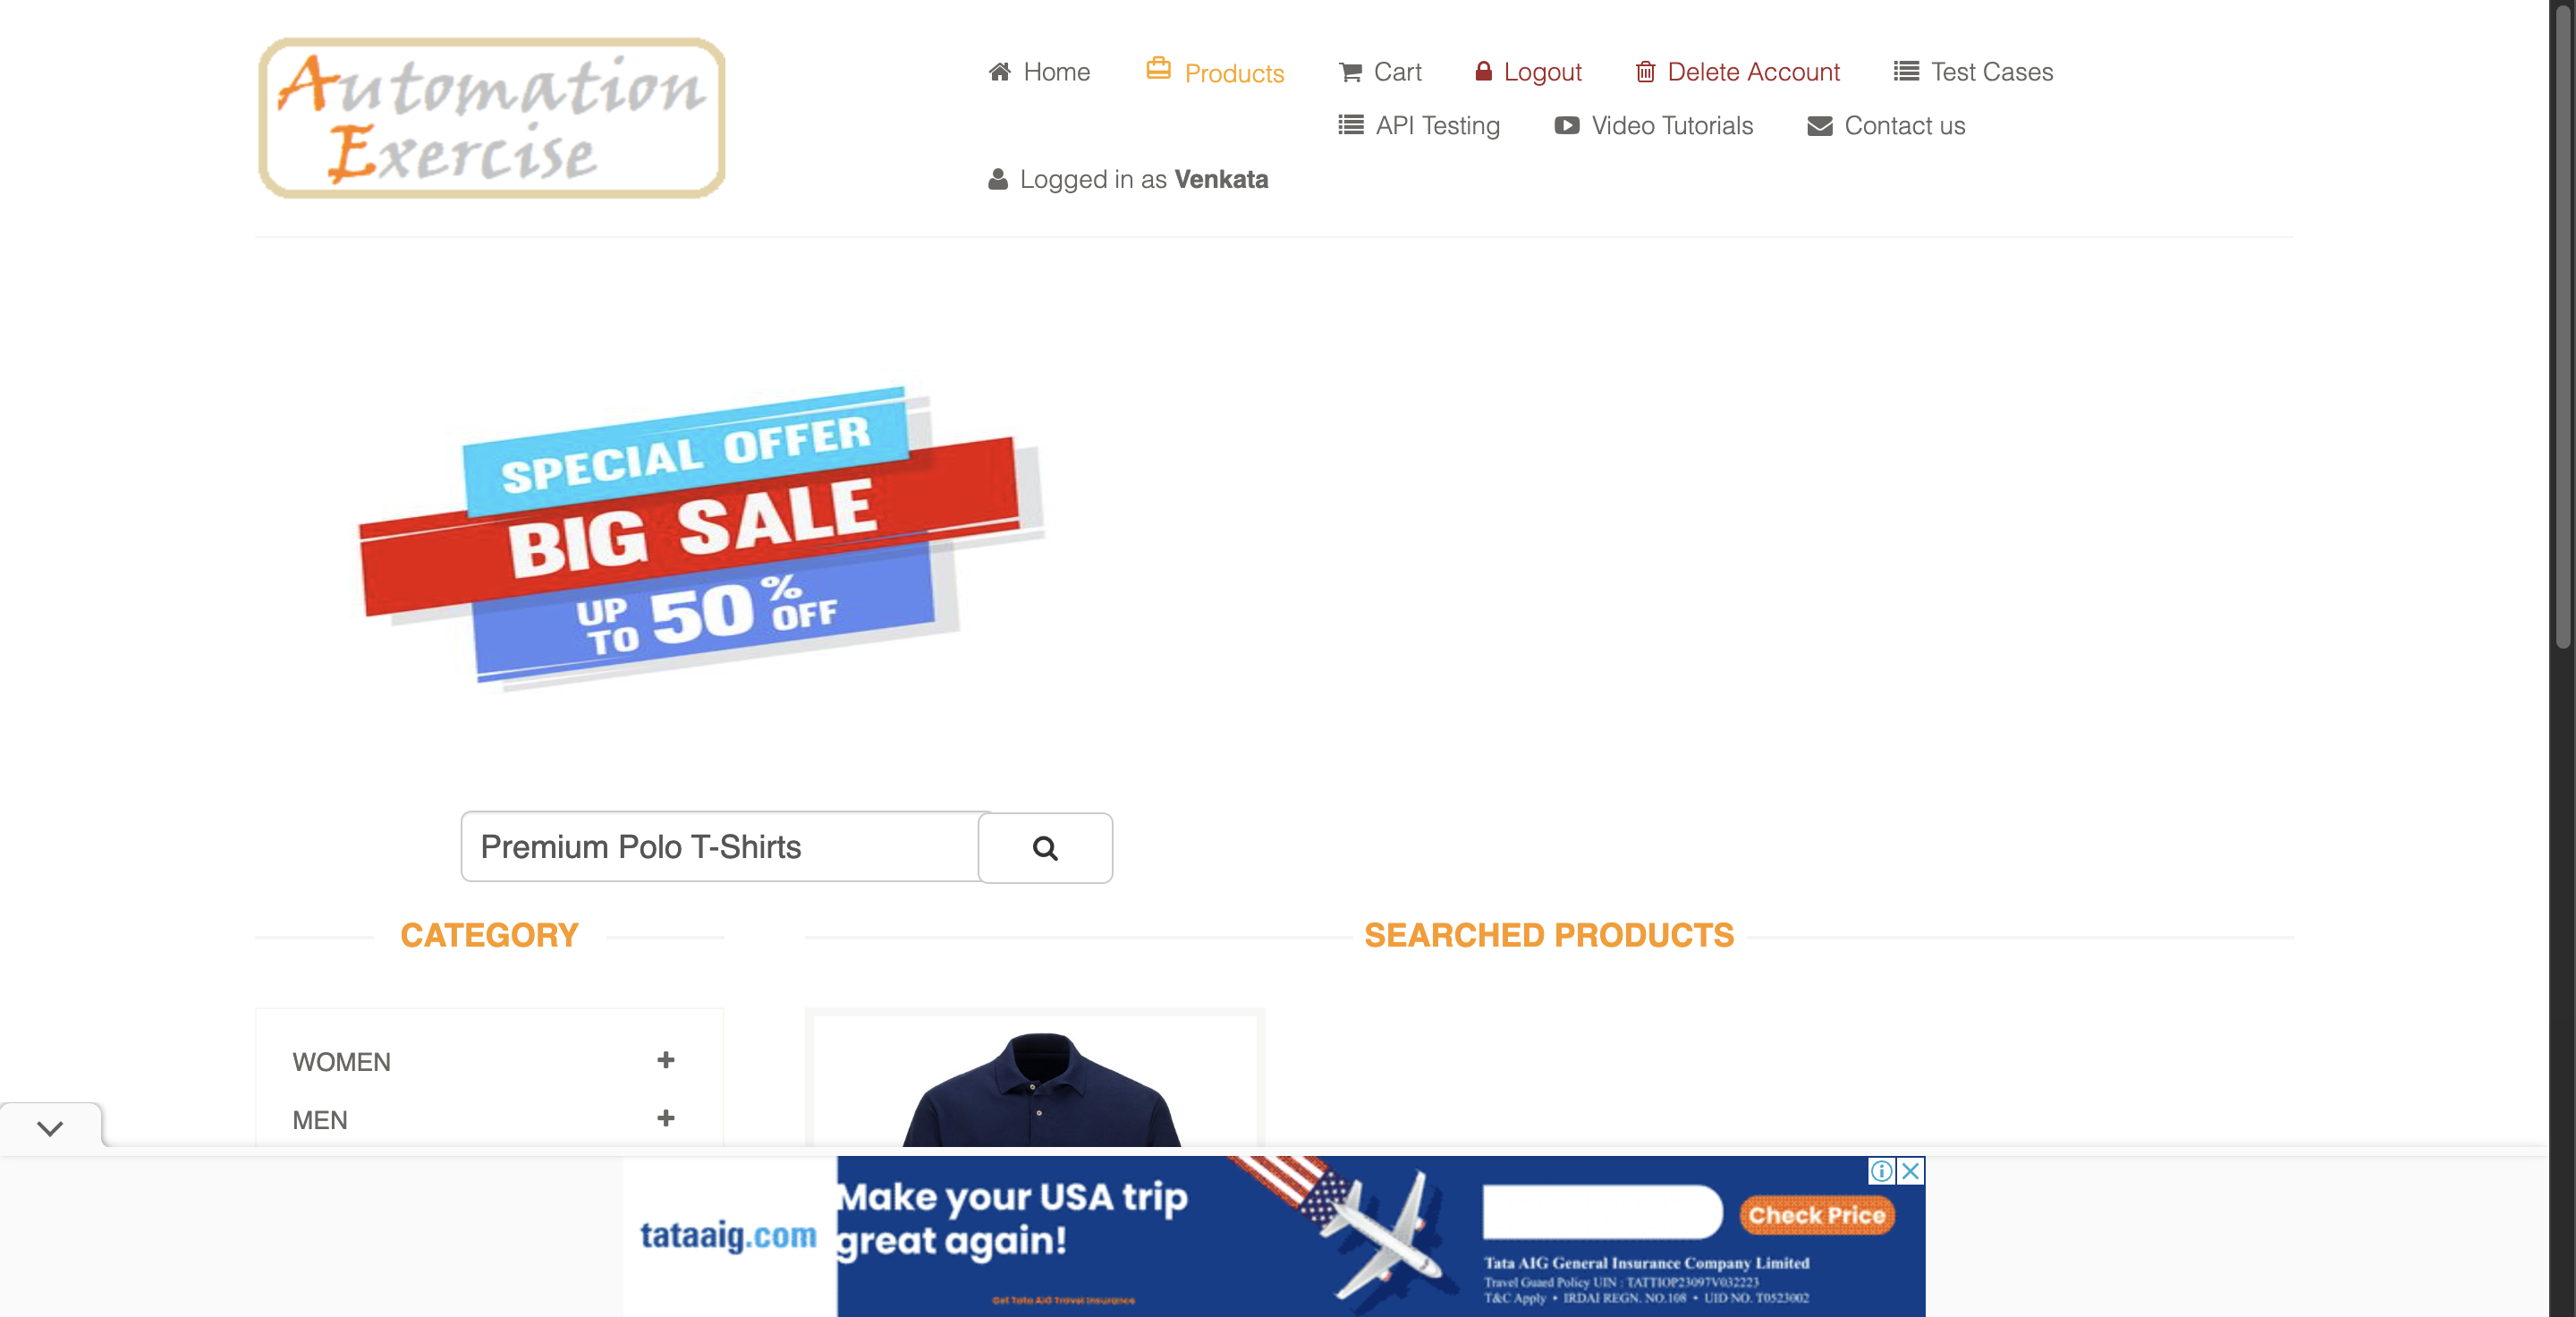 Automation
Exercise
Home Products Cart Logout Delete Account Test Cases
API Testing Video Tutorials Contact us
Logged in as Venkata
SPECIAL OFFER
BIG SALE
UP TO 50% OFF
Premium Polo T-Shirts
CATEGORY
SEARCHED PRODUCTS
WOMEN
MEN
tataaig.com
Make your USA trip
great again!
Get Tata AIG Travel Insurance
Check Price
Tata AIG General Insurance Company Limited
Travel Guard Policy UIN : TATTIOP23097V032223
T&C Apply • IRDAI REGN. NO.108 • UID NO. T0523002